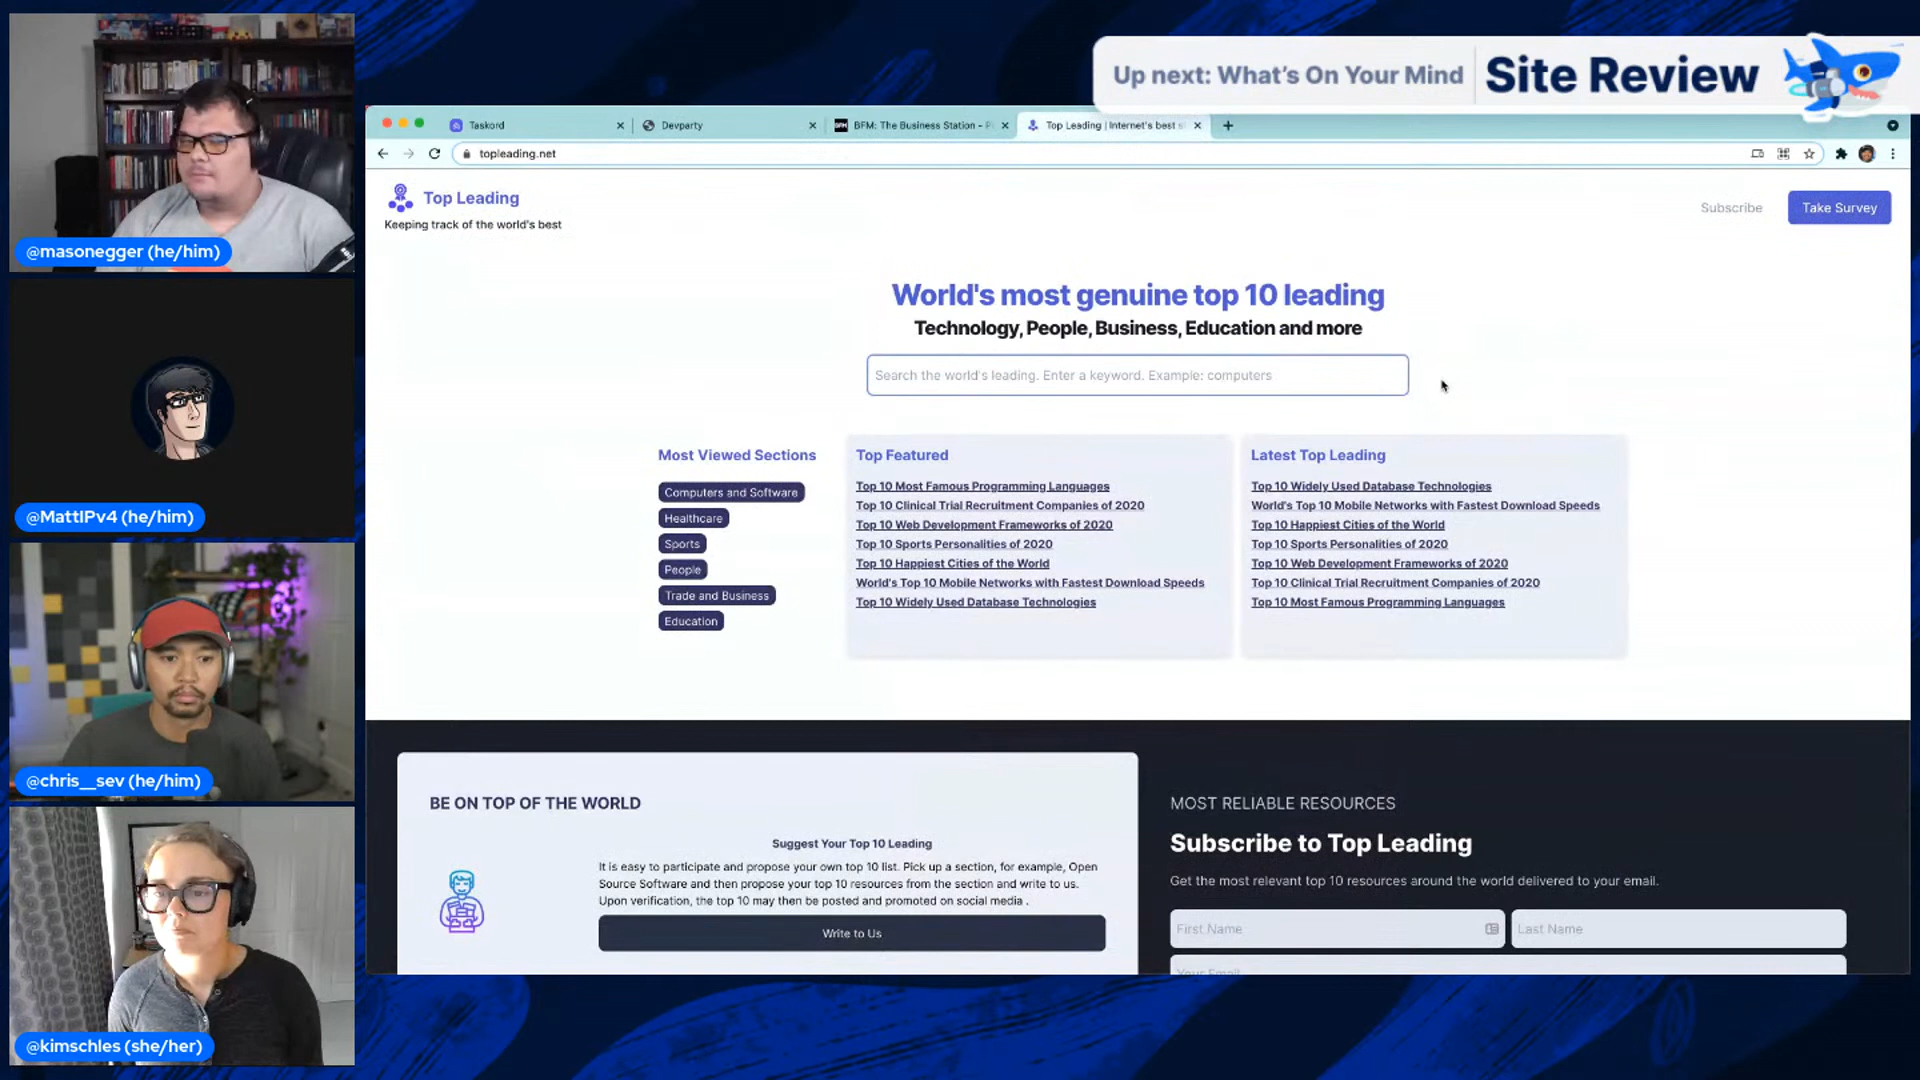 Up next: What's On Your Mind
Site Review
@masonegger (he/him)
@MattIPv4 (he/him)
@chris__sev (he/him)
@kimschles (she/her)
Taskord
Devparty
BFM
BFM: The Business Station - P
Top Leading | Internet's best s
topleading.net
Top Leading
Keeping track of the world's best
Subscribe
Take Survey
World's most genuine top 10 leading
Technology, People, Business, Education and more
Search the world's leading. Enter a keyword. Example: computers
Most Viewed Sections
Computers and Software
Healthcare
Sports
People
Trade and Business
Education
Top Featured
Top 10 Most Famous Programming Languages
Top 10 Clinical Trial Recruitment Companies of 2020
Top 10 Web Development Frameworks of 2020
Top 10 Sports Personalities of 2020
Top 10 Happiest Cities of the World
World's Top 10 Mobile Networks with Fastest Download Speeds
Top 10 Widely Used Database Technologies
Latest Top Leading
Top 10 Widely Used Database Technologies
World's Top 10 Mobile Networks with Fastest Download Speeds
Top 10 Happiest Cities of the World
Top 10 Sports Personalities of 2020
Top 10 Web Development Frameworks of 2020
Top 10 Clinical Trial Recruitment Companies of 2020
Top 10 Most Famous Programming Languages
BE ON TOP OF THE WORLD
Suggest Your Top 10 Leading
It is easy to participate and propose your own top 10 list. Pick up a section, for example, Open
Source Software and then propose your top 10 resources from the section and write to us.
Upon verification, the top 10 may then be posted and promoted on social media .
Write to Us
MOST RELIABLE RESOURCES
Subscribe to Top Leading
Get the most relevant top 10 resources around the world delivered to your email.
First Name
Last Name
Your Email